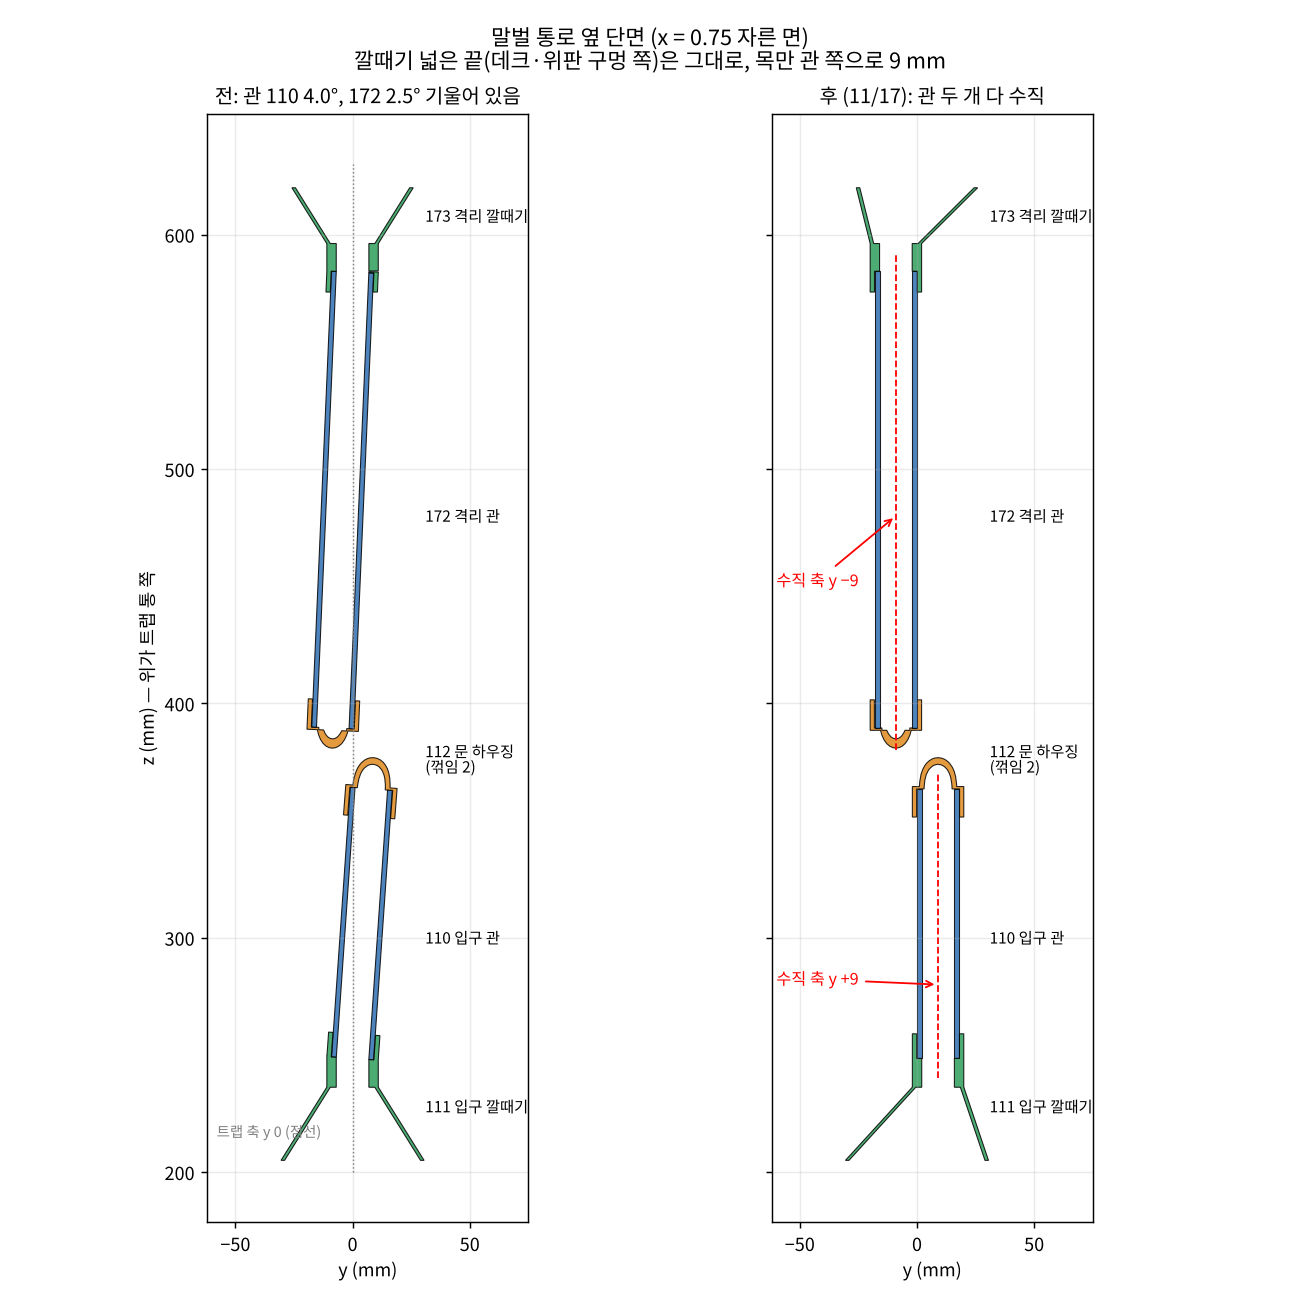 말벌 통로 옆 단면 (x = 0.75 자른 면)
깔때기 넓은 끝(데크·위판 구멍 쪽)은 그대로, 목만 관 쪽으로 9 mm
전: 관 110 4.0°, 172 2.5° 기울어 있음
173 격리 깔때기
172 격리 관
112 문 하우징
(꺾임 2)
110 입구 관
111 입구 깔때기
트랩 축 y 0 (점선)
z (mm) — 위가 트랩 통 쪽
600
500
400
300
200
−50
0
50
y (mm)
후 (11/17): 관 두 개 다 수직
173 격리 깔때기
172 격리 관
수직 축 y −9
112 문 하우징
(꺾임 2)
110 입구 관
수직 축 y +9
111 입구 깔때기
−50
0
50
y (mm)